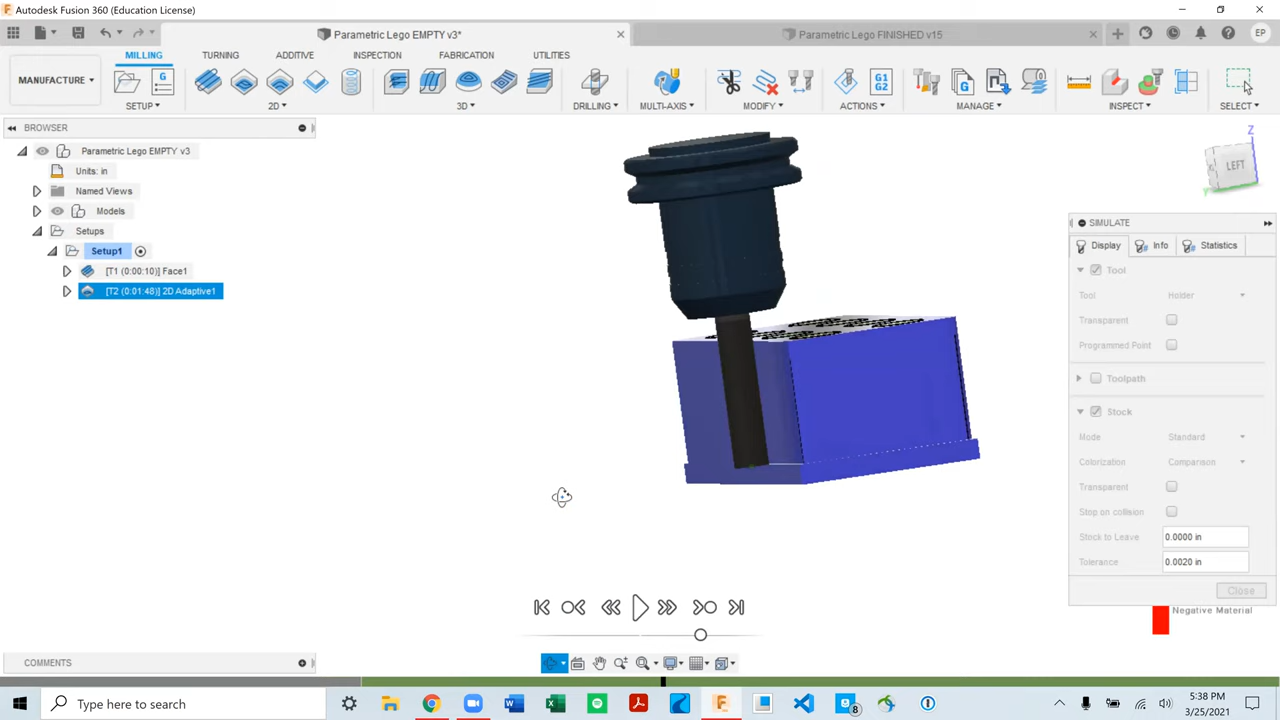 Autodesk Fusion 360 (Education License)
Parametric Lego EMPTY v3*
Parametric Lego FINISHED v15
EP
MILLING
TURNING
ADDITIVE
INSPECTION
FABRICATION
UTILITIES
MANUFACTURE
G
G1
G2
SETUP
2D
3D
DRILLING
MULTI-AXIS
MODIFY
ACTIONS
MANAGE
INSPECT
SELECT
BROWSER
Parametric Lego EMPTY v3
Units: in
Named Views
Models
Setups
Setup1
[T1 (0:00:10)] Face1
[T2 (0:01:48)] 2D Adaptive1
Z
LEFT
SIMULATE
Display
Info
Statistics
Tool
Tool
Holder
Transparent
Programmed Point
Toolpath
Stock
Mode
Standard
Colorization
Comparison
Transparent
Stop on collision
Stock to Leave
0.0000 in
Tolerance
0.0020 in
Close
Negative Material
COMMENTS
Type here to search
8
5:38 PM
3/25/2021